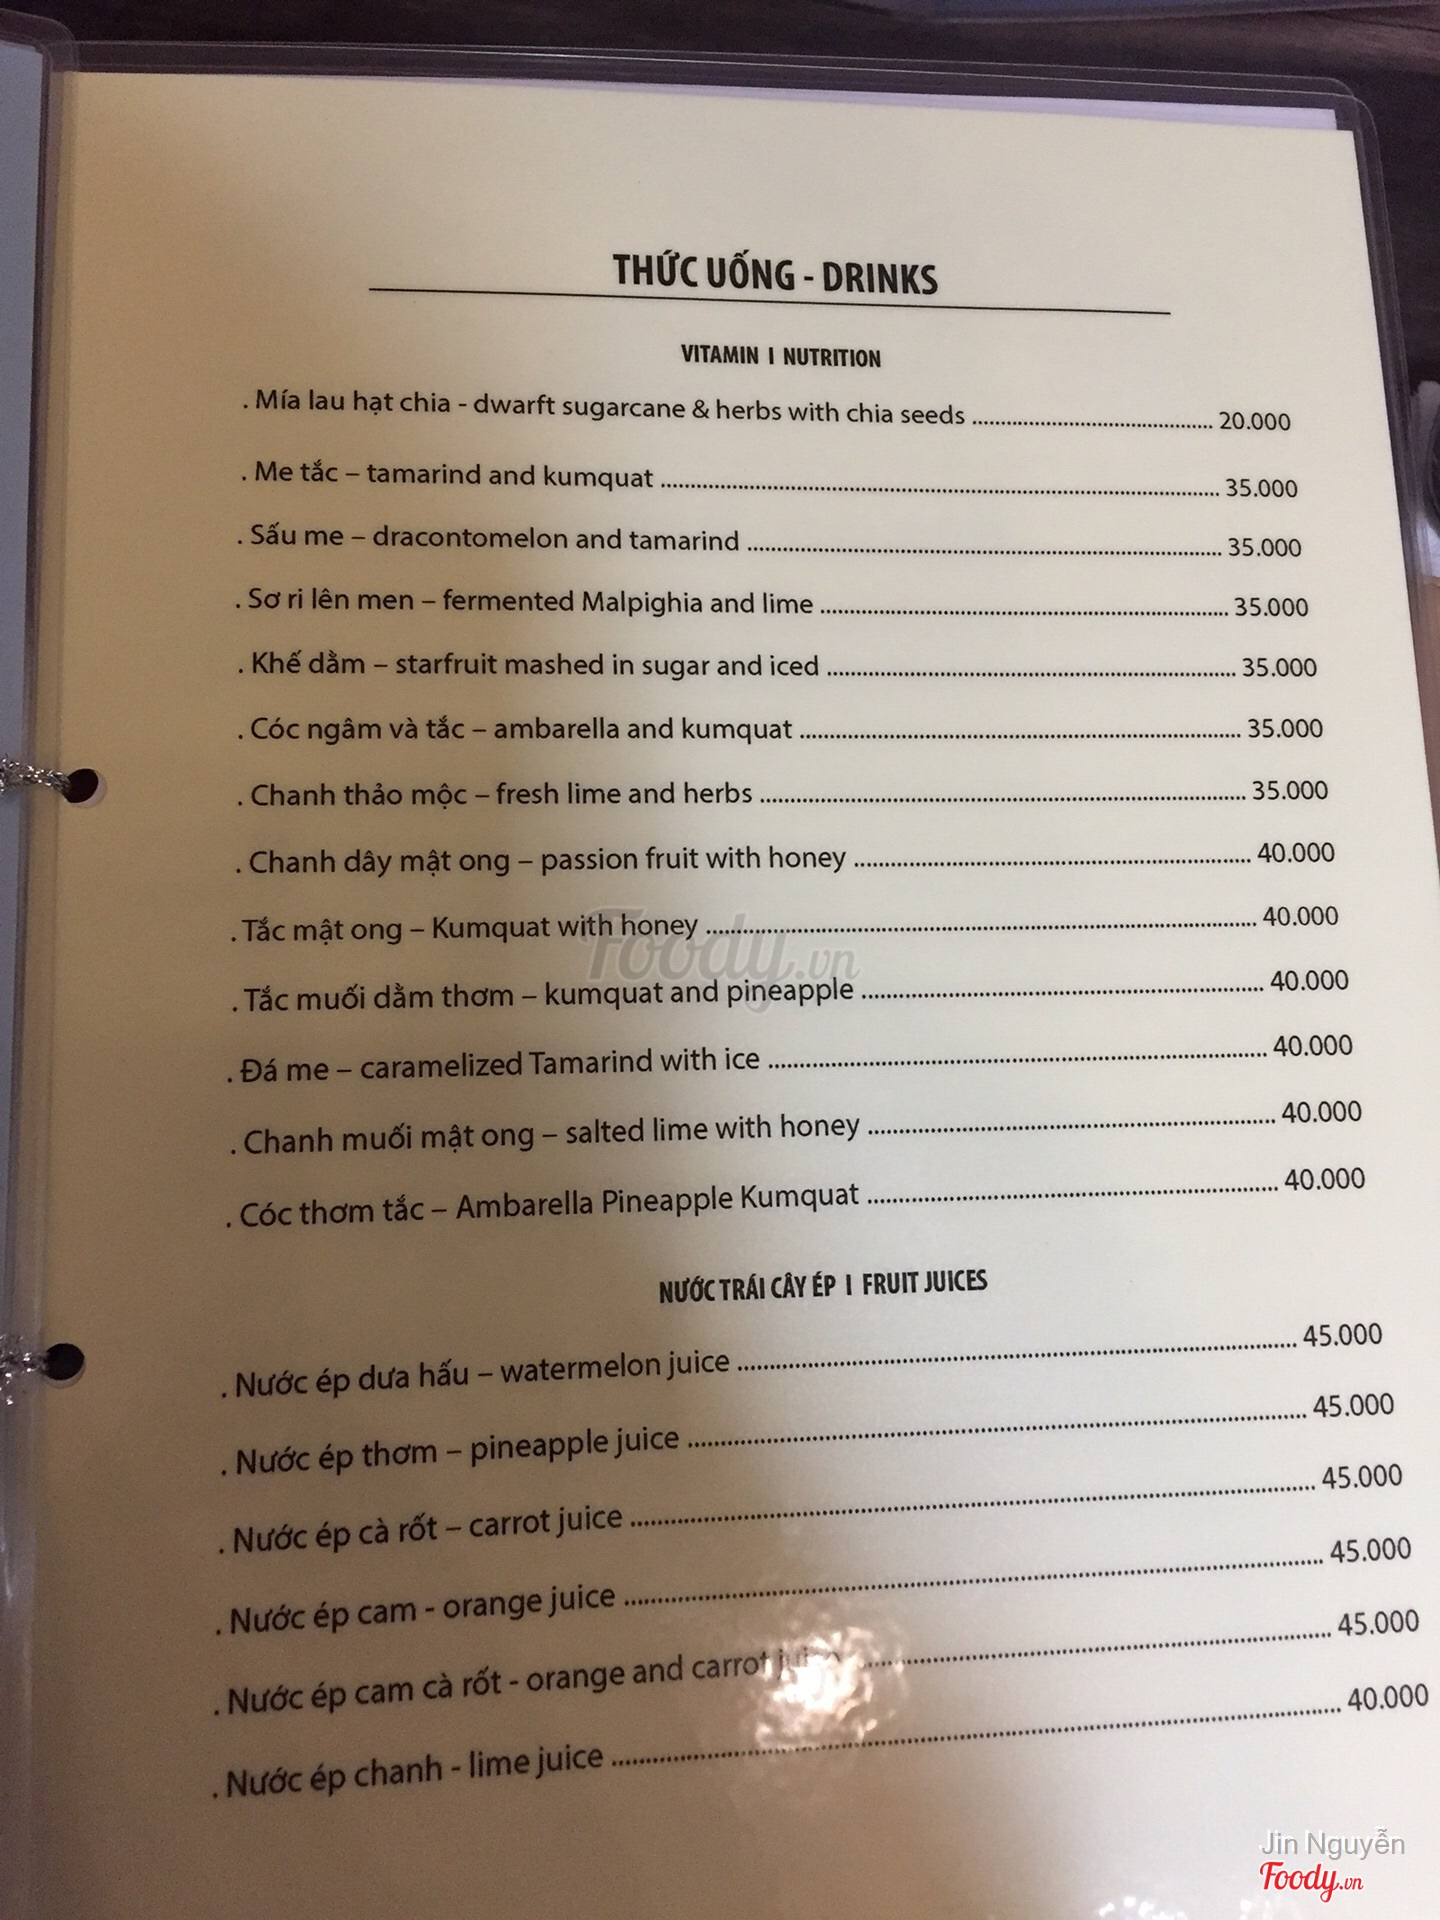 THỨC UỐNG - DRINKS
VITAMIN I NUTRITION
. Mía lau hạt chia - dwarft sugarcane & herbs with chia seeds ........ 20.000
. Me tắc – tamarind and kumquat ........ 35.000
. Sấu me – dracontomelon and tamarind ........ 35.000
. Sơ ri lên men – fermented Malpighia and lime ........ 35.000
. Khế dằm – starfruit mashed in sugar and iced ........ 35.000
. Cóc ngâm và tắc – ambarella and kumquat ........ 35.000
. Chanh thảo mộc – fresh lime and herbs ........ 35.000
. Chanh dây mật ong – passion fruit with honey ........ 40.000
. Tắc mật ong – Kumquat with honey ........ 40.000
Foody.vn
. Tắc muối dằm thơm – kumquat and pineapple ........ 40.000
. Đá me – caramelized Tamarind with ice ........ 40.000
. Chanh muối mật ong – salted lime with honey ........ 40.000
. Cóc thơm tắc – Ambarella Pineapple Kumquat ........ 40.000
NƯỚC TRÁI CÂY ÉP I FRUIT JUICES
. Nước ép dưa hấu – watermelon juice ........ 45.000
. Nước ép thơm – pineapple juice ........ 45.000
. Nước ép cà rốt – carrot juice ........ 45.000
. Nước ép cam - orange juice ........ 45.000
. Nước ép cam cà rốt - orange and carrot juice ........ 45.000
. Nước ép chanh - lime juice ........ 40.000
Jin Nguyễn
Foody.vn